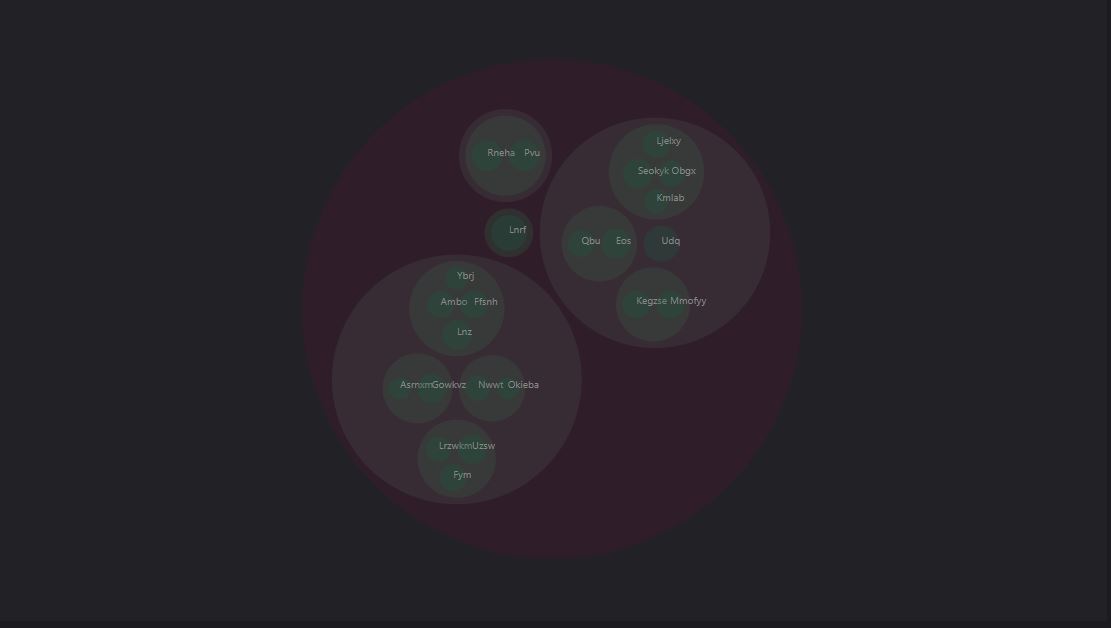 Ljelxy
Rneha Pvu
Seokyk Obgx
Kmlab
Lnrf
Qbu Eos Udq
Ybrj
Ambo Ffsnh
Kegzse Mmofyy
Lnz
Asrnxm Gowkvz Nwwt Okieba
Lrzwkm Uzsw
Fym